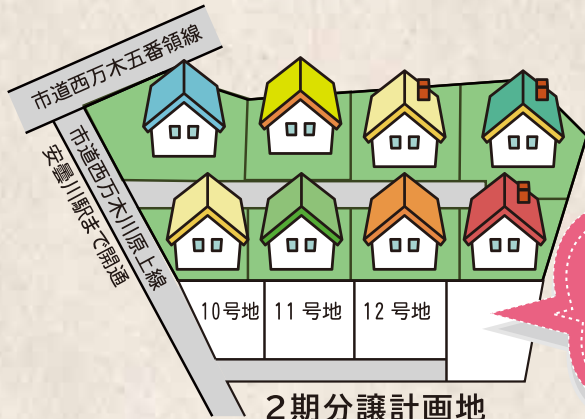 市道西万木五番領線
市道西万木川原上線
安曇川駅まで開通
10号地
11号地
12号地
2期分譲計画地